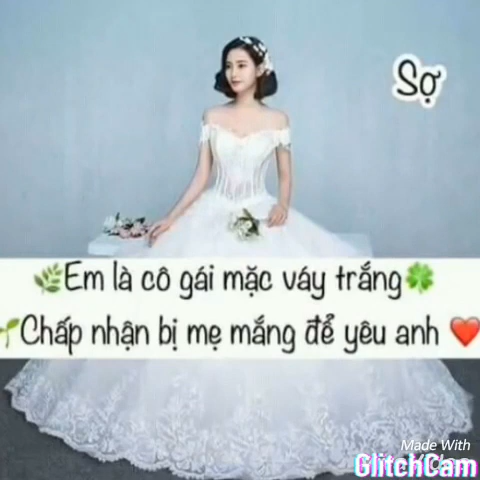 Sợ
🌿Em là cô gái mặc váy trắng🍀
🌱Chấp nhận bị mẹ mắng để yêu anh ❤️
Made With
GlitchCam